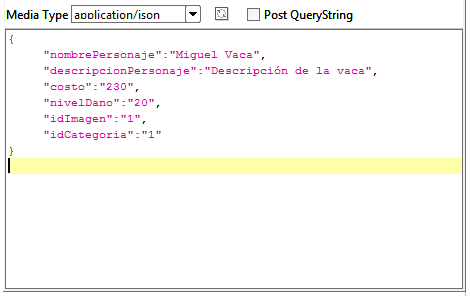 Media Type application/json Post QueryString
{
"nombrePersonaje":"Miguel Vaca",
"descripcionPersonaje":"Descripción de la vaca",
"costo":"230",
"nivelDano":"20",
"idImagen":"1",
"idCategoria":"1"
}